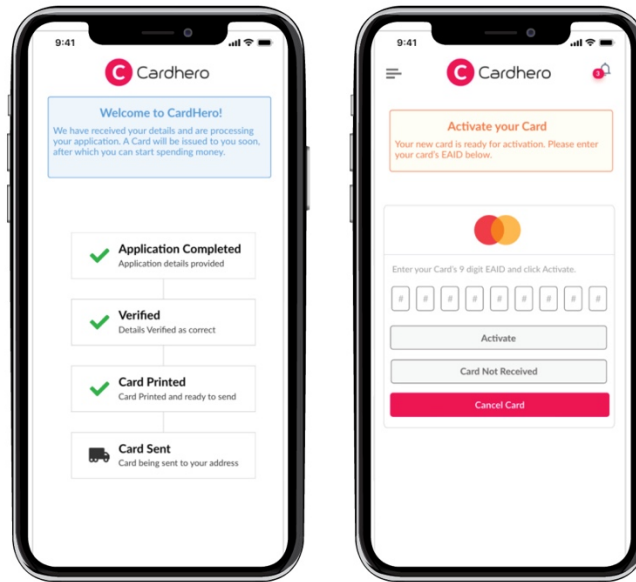 9:41
C Cardhero
Welcome to CardHero!
We have received your details and are processing
your application. A Card will be issued to you soon,
after which you can start spending money.
Application Completed
Application details provided
Verified
Details Verified as correct
Card Printed
Card Printed and ready to send
Card Sent
Card being sent to your address
9:41
C Cardhero
3
Activate your Card
Your new card is ready for activation. Please enter
your card's EAID below.
Enter your Card's 9 digit EAID and click Activate.
# # # # # # # # #
Activate
Card Not Received
Cancel Card